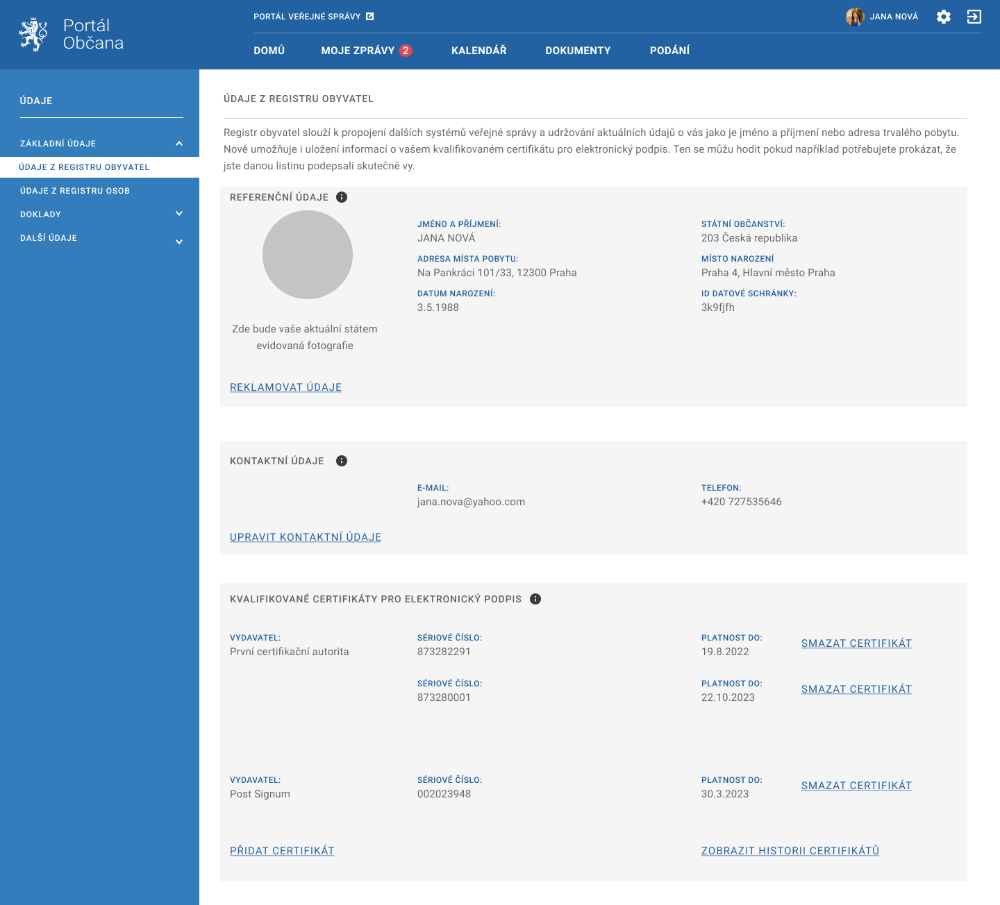 Portál
Občana
PORTÁL VEŘEJNÉ SPRÁVY
JANA NOVÁ
DOMŮ
MOJE ZPRÁVY 2
KALENDÁŘ
DOKUMENTY
PODÁNÍ
ÚDAJE
ZÁKLADNÍ ÚDAJE
ÚDAJE Z REGISTRU OBYVATEL
ÚDAJE Z REGISTRU OSOB
DOKLADY
DALŠÍ ÚDAJE
ÚDAJE Z REGISTRU OBYVATEL
Registr obyvatel slouží k propojení dalších systémů veřejné správy a udržování aktuálních údajů o vás jako je jméno a příjmení nebo adresa trvalého pobytu.
Nově umožňuje i uložení informací o vašem kvalifikovaném certifikátu pro elektronický podpis. Ten se můžu hodit pokud například potřebujete prokázat, že
jste danou listinu podepsali skutečně vy.
REFERENČNÍ ÚDAJE
Zde bude vaše aktuální státem
evidovaná fotografie
JMÉNO A PŘÍJMENÍ:
JANA NOVÁ
ADRESA MÍSTA POBYTU:
Na Pankráci 101/33, 12300 Praha
DATUM NAROZENÍ:
3.5.1988
STÁTNÍ OBČANSTVÍ:
203 Česká republika
MÍSTO NAROZENÍ
Praha 4, Hlavní město Praha
ID DATOVÉ SCHRÁNKY:
3k9fjfh
REKLAMOVAT ÚDAJE
KONTAKTNÍ ÚDAJE
E-MAIL:
jana.nova@yahoo.com
TELEFON:
+420 727535646
UPRAVIT KONTAKTNÍ ÚDAJE
KVALIFIKOVANÉ CERTIFIKÁTY PRO ELEKTRONICKÝ PODPIS
VYDAVATEL:
První certifikační autorita
SÉRIOVÉ ČÍSLO:
873282291
PLATNOST DO:
19.8.2022
SMAZAT CERTIFIKÁT
SÉRIOVÉ ČÍSLO:
873280001
PLATNOST DO:
22.10.2023
SMAZAT CERTIFIKÁT
VYDAVATEL:
Post Signum
SÉRIOVÉ ČÍSLO:
002023948
PLATNOST DO:
30.3.2023
SMAZAT CERTIFIKÁT
PŘIDAT CERTIFIKÁT
ZOBRAZIT HISTORII CERTIFIKÁTŮ